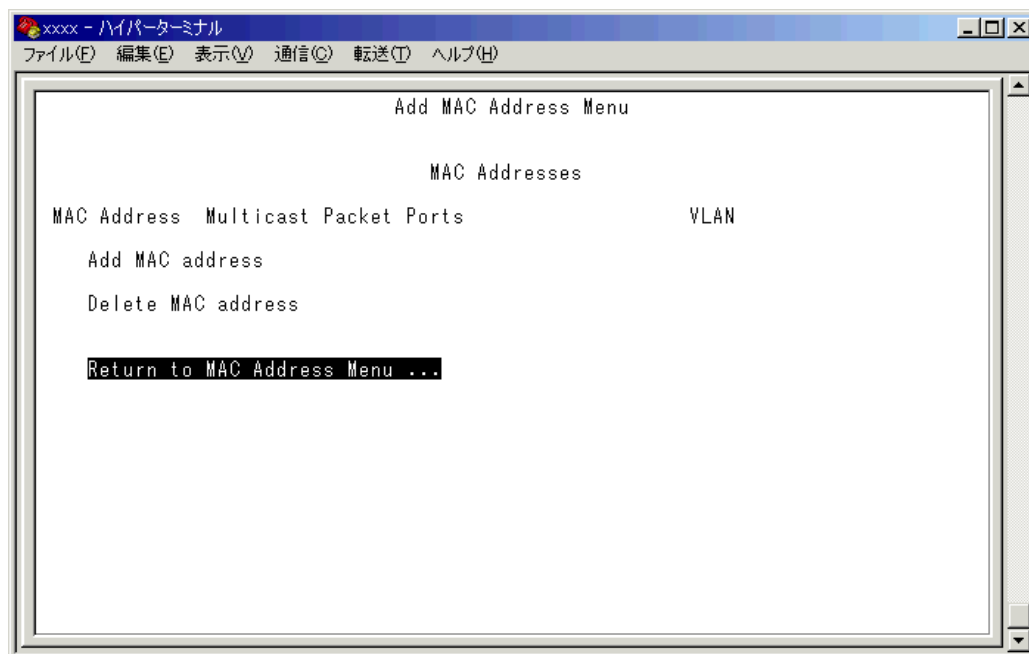 xxxx - ハイパーターミナル
ファイル(F) 編集(E) 表示(V) 通信(C) 転送(T) ヘルプ(H)
Add MAC Address Menu
MAC Addresses
MAC Address Multicast Packet Ports VLAN
Add MAC address
Delete MAC address
Return to MAC Address Menu ...